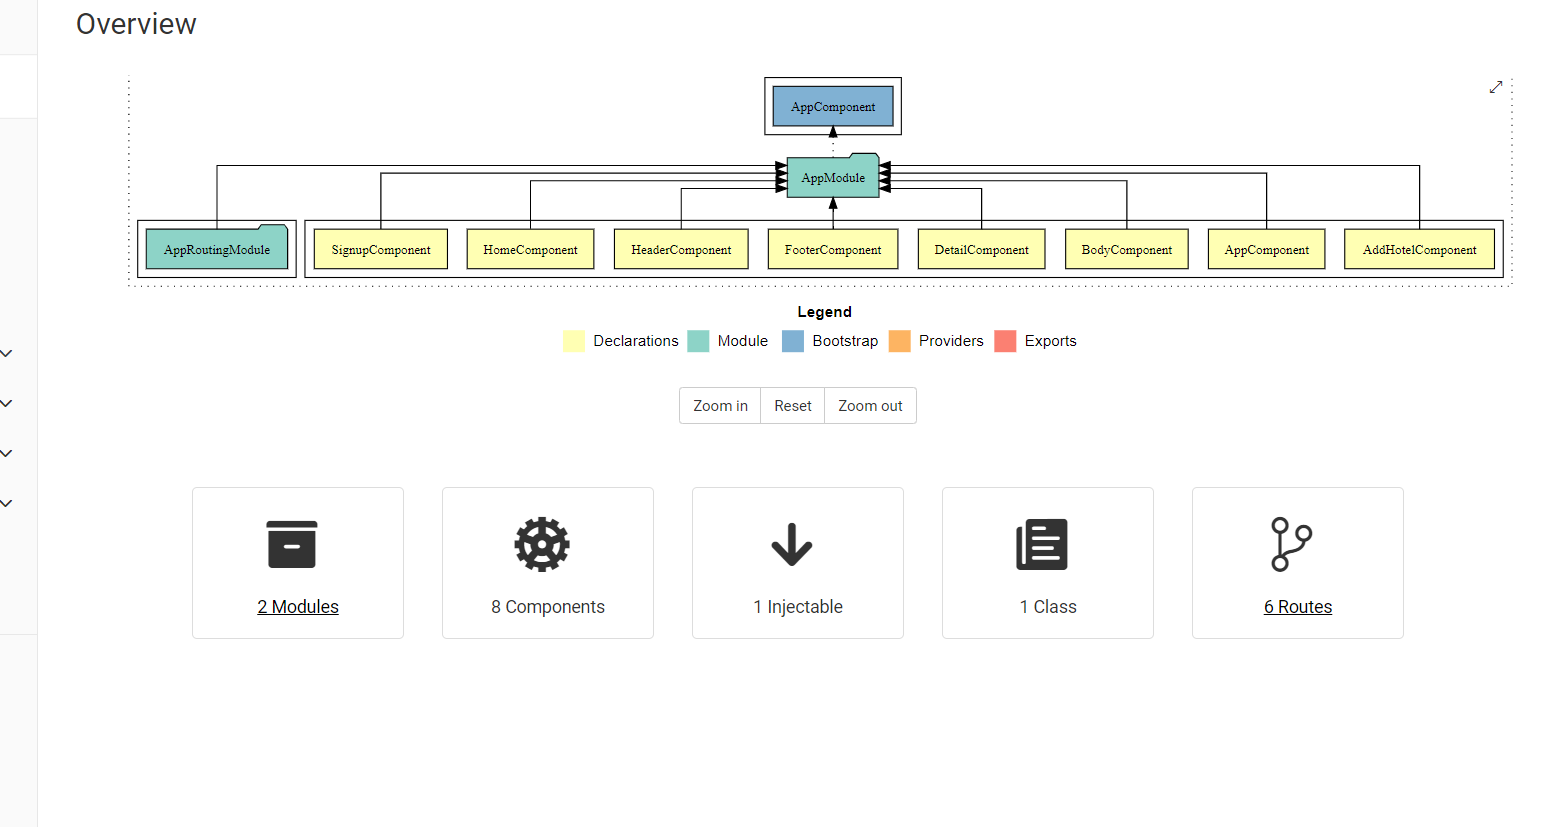 Overview
AppComponent
AppModule
AppRoutingModule
SignupComponent
HomeComponent
HeaderComponent
FooterComponent
DetailComponent
BodyComponent
AppComponent
AddHotelComponent
Legend
Declarations
Module
Bootstrap
Providers
Exports
Zoom in
Reset
Zoom out
2 Modules
8 Components
1 Injectable
1 Class
6 Routes